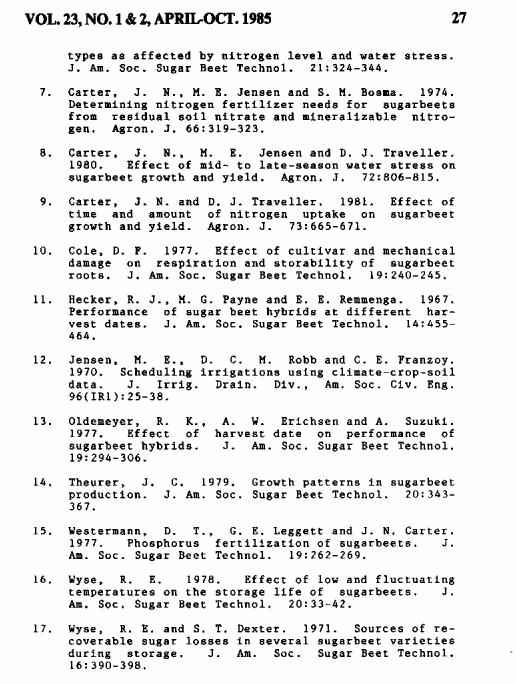 VOL. 23, NO. 1 & 2, APRIL-OCT. 1985 27
types as affected by nitrogen level and water stress.
J. Am. Soc. Sugar Beet Technol. 21:324-344.
7. Carter, J. N., M. E. Jensen and S. M. Bosma. 1974.
Determining nitrogen fertilizer needs for sugarbeets
from residual soil nitrate and mineralizable nitro-
gen. Agron. J. 66:319-323.
8. Carter, J. N., M. E. Jensen and D. J. Traveller.
1980. Effect of mid- to late-season water stress on
sugarbeet growth and yield. Agron. J. 72:806-815.
9. Carter, J. N. and D. J. Traveller. 1981. Effect of
time and amount of nitrogen uptake on sugarbeet
growth and yield. Agron. J. 73:665-671.
10. Cole, D. F. 1977. Effect of cultivar and mechanical
damage on respiration and storability of sugarbeet
roots. J. Am. Soc. Sugar Beet Technol. 19:240-245.
11. Hecker, R. J., M. G. Payne and E. E. Remmenga. 1967.
Performance of sugar beet hybrids at different har-
vest dates. J. Am. Soc. Sugar Beet Technol. 14:455-
464.
12. Jensen, M. E., D. C. M. Robb and C. E. Franzoy.
1970. Scheduling irrigations using climate-crop-soil
data. J. Irrig. Drain. Div., Am. Soc. Civ. Eng.
96(IR1):25-38.
13. Oldemeyer, R. K., A. W. Erichsen and A. Suzuki.
1977. Effect of harvest date on performance of
sugarbeet hybrids. J. Am. Soc. Sugar Beet Technol.
19:294-306.
14. Theurer, J. C. 1979. Growth patterns in sugarbeet
production. J. Am. Soc. Sugar Beet Technol. 20:343-
367.
15. Westermann, D. T., G. E. Leggett and J. N. Carter.
1977. Phosphorus fertilization of sugarbeets. J.
Am. Soc. Sugar Beet Technol. 19:262-269.
16. Wyse, R. E. 1978. Effect of low and fluctuating
temperatures on the storage life of sugarbeets. J.
Am. Soc. Sugar Beet Technol. 20:33-42.
17. Wyse, R. E. and S. T. Dexter. 1971. Sources of re-
coverable sugar losses in several sugarbeet varieties
during storage. J. Am. Soc. Sugar Beet Technol.
16:390-398.